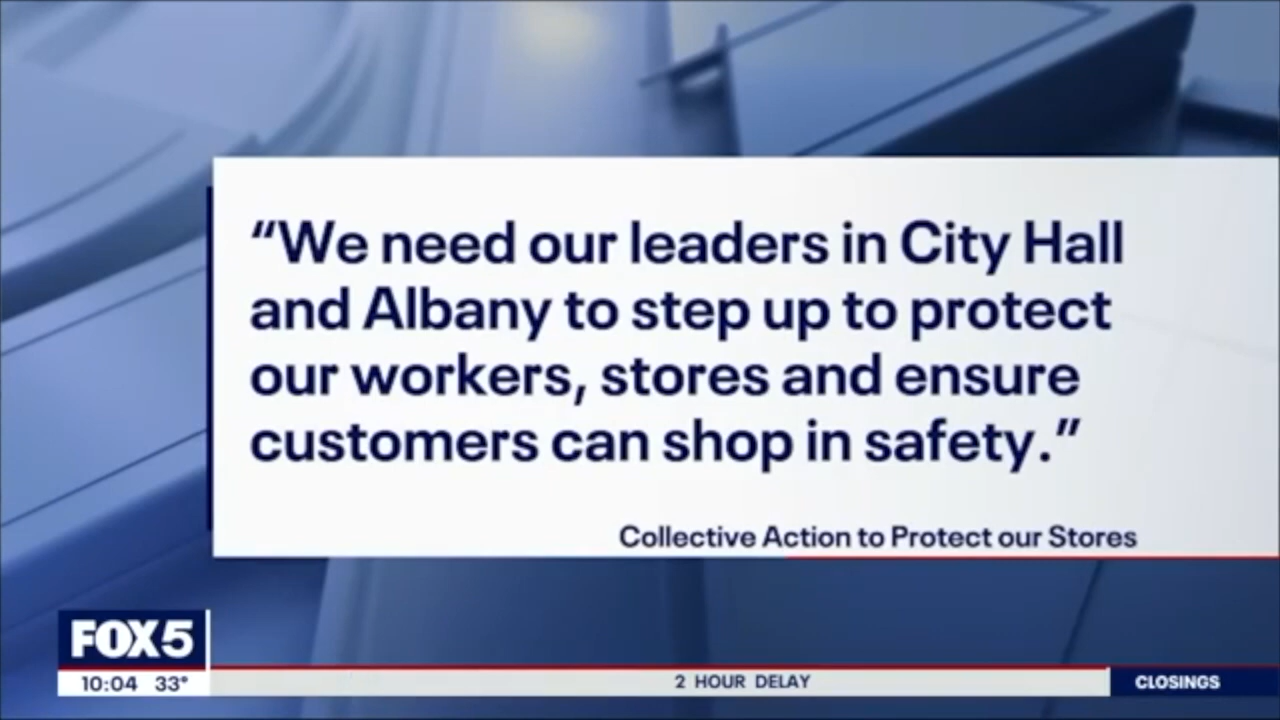 “We need our leaders in City Hall
and Albany to step up to protect
our workers, stores and ensure
customers can shop in safety.”
Collective Action to Protect our Stores
FOX5
10:04 33°
2 HOUR DELAY
CLOSINGS